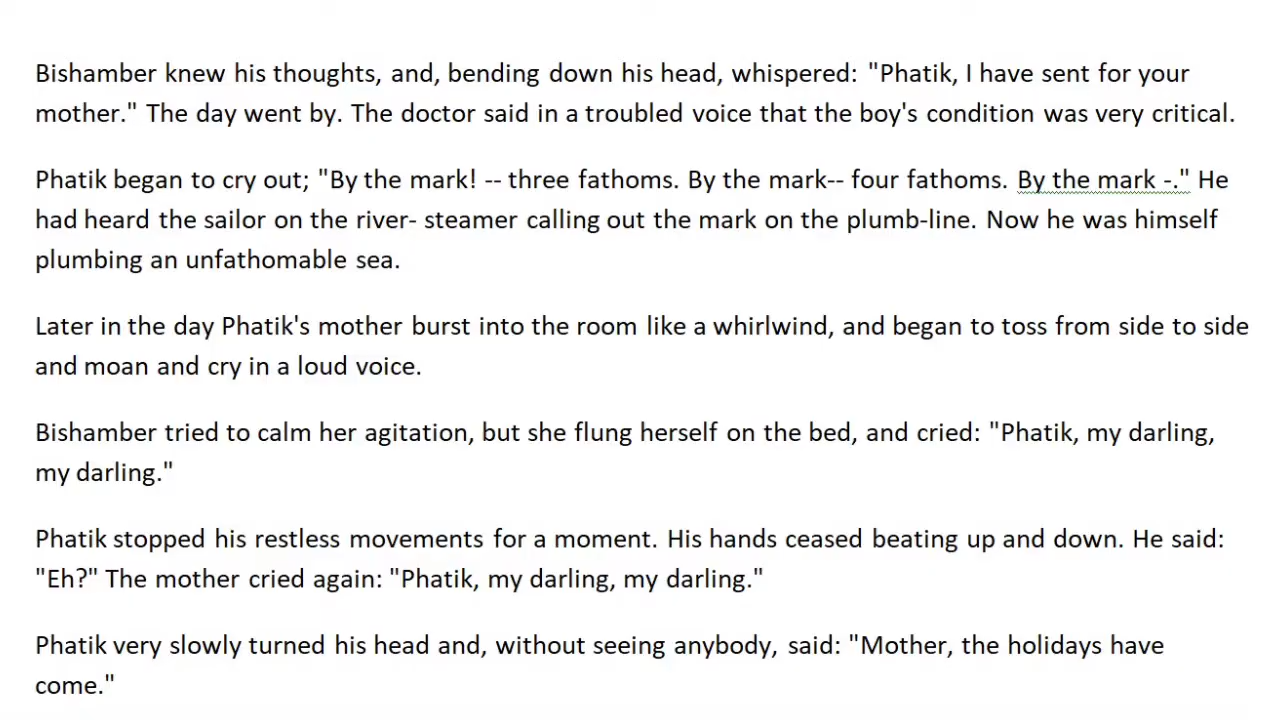 Bishamber knew his thoughts, and, bending down his head, whispered: "Phatik, I have sent for your
mother." The day went by. The doctor said in a troubled voice that the boy's condition was very critical.
Phatik began to cry out; "By the mark! -- three fathoms. By the mark-- four fathoms. By the mark -." He
had heard the sailor on the river- steamer calling out the mark on the plumb-line. Now he was himself
plumbing an unfathomable sea.
Later in the day Phatik's mother burst into the room like a whirlwind, and began to toss from side to side
and moan and cry in a loud voice.
Bishamber tried to calm her agitation, but she flung herself on the bed, and cried: "Phatik, my darling,
my darling."
Phatik stopped his restless movements for a moment. His hands ceased beating up and down. He said:
"Eh?" The mother cried again: "Phatik, my darling, my darling."
Phatik very slowly turned his head and, without seeing anybody, said: "Mother, the holidays have
come."